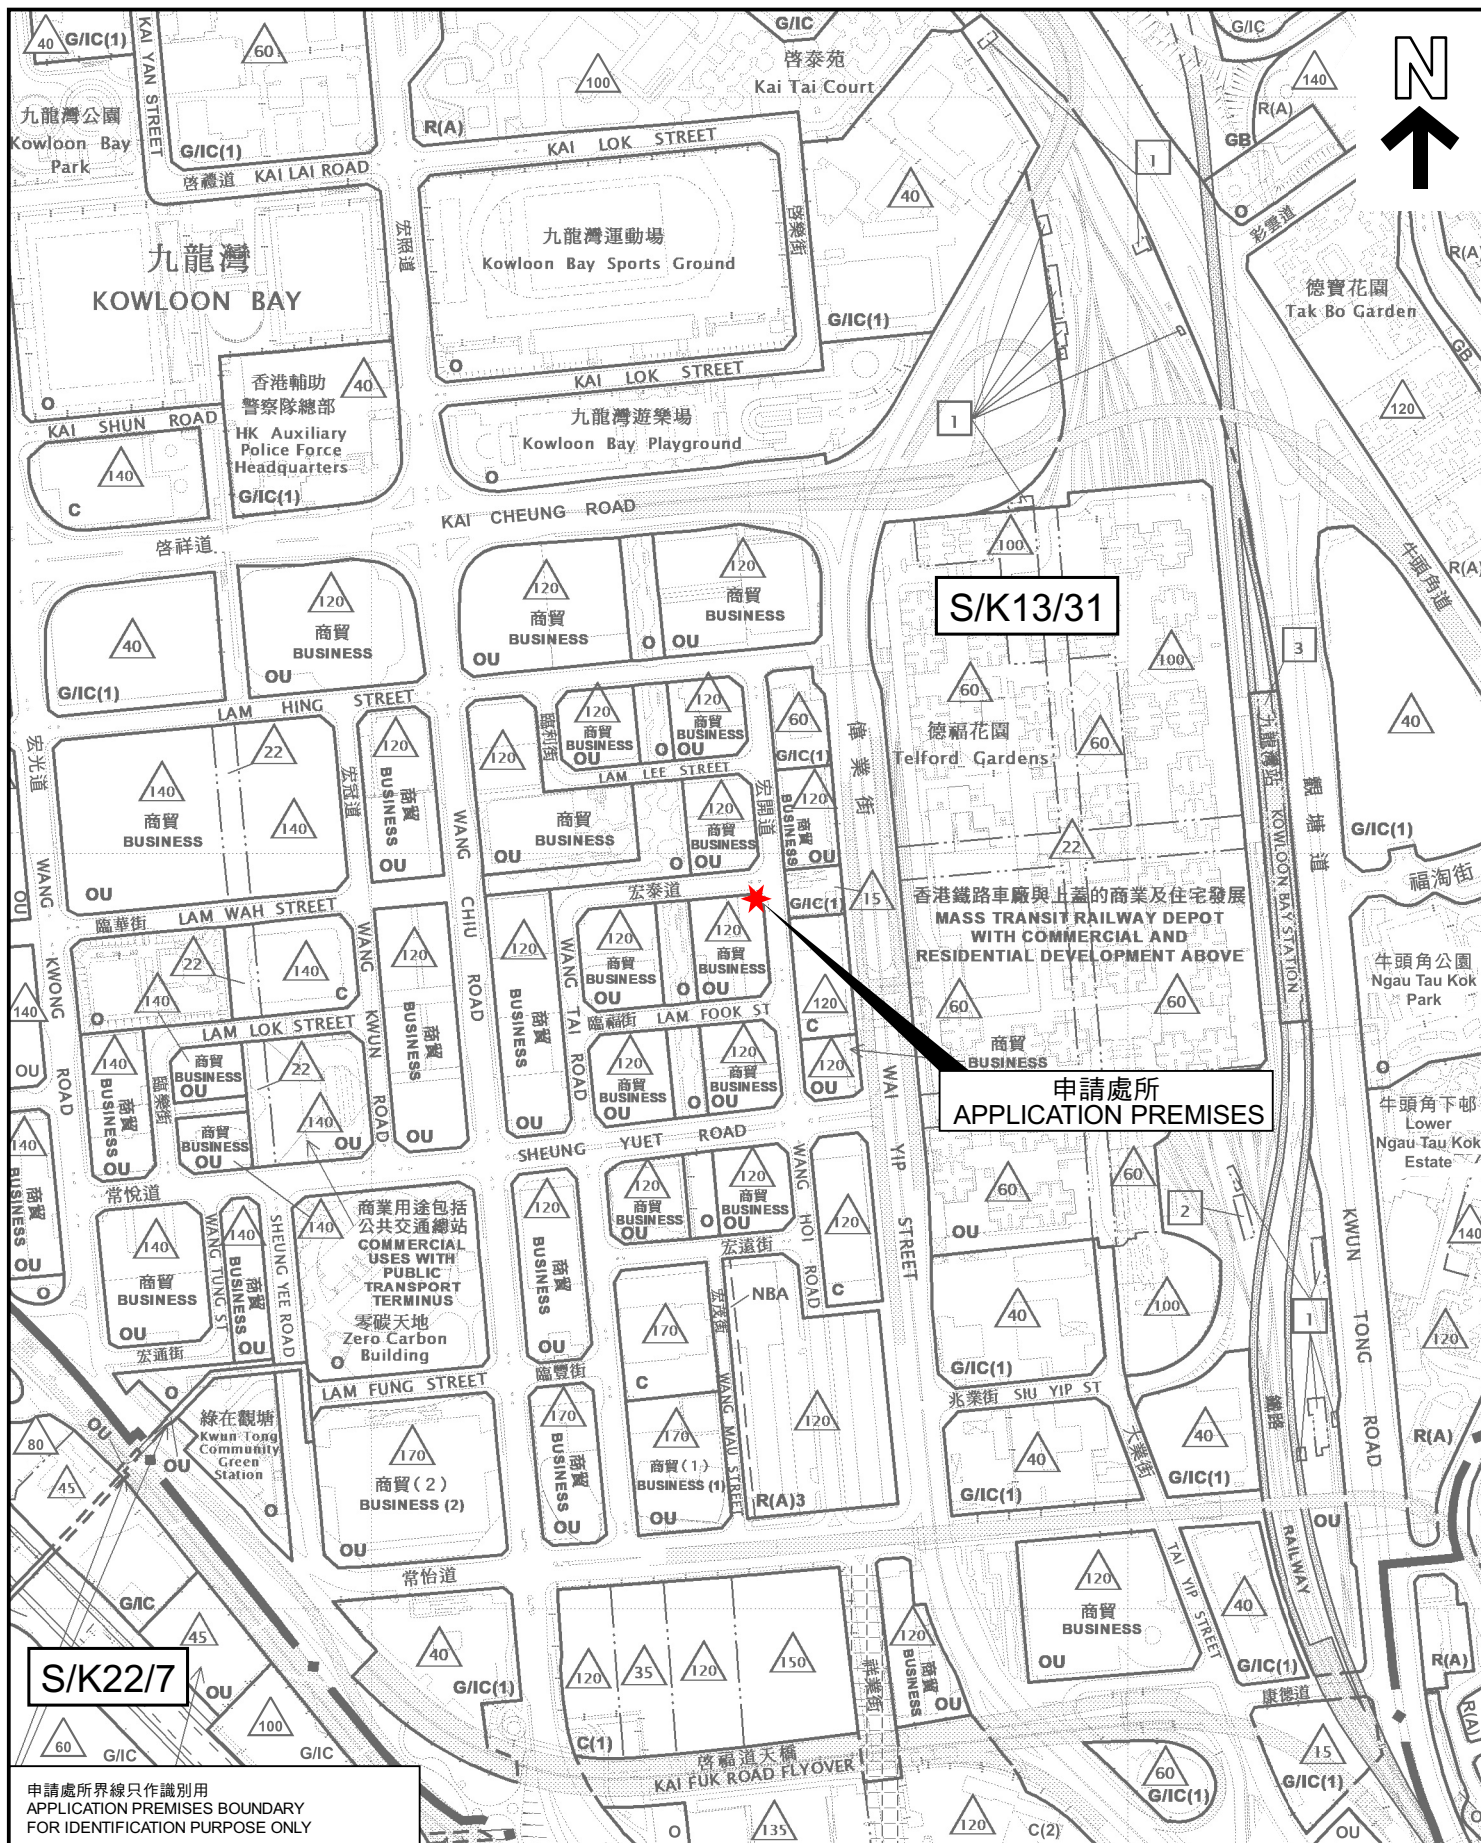 N
40
G/IC(1)
KAI YAN STREET
60
G/IC
啓泰苑
Kai Tai Court
100
G/IC
140
R(A)
GB
九龍灣公園
Kowloon Bay
Park
G/IC(1)
R(A)
KAI LOK STREET
啓禮道 KAI LAI ROAD
1
40
O
彩雲道
宏照道
九龍灣
KOWLOON BAY
九龍灣運動場
Kowloon Bay Sports Ground
啓樂街
R(A)
德寶花園
Tak Bo Garden
G/IC(1)
GB
O
KAI LOK STREET
香港輔助
警察隊總部
HK Auxiliary
Police Force
Headquarters
40
G/IC(1)
O
KAI SHUN ROAD
140
C
九龍灣遊樂場
Kowloon Bay Playground
O
1
120
KAI CHEUNG ROAD
啓祥道
100
牛頭角道
R(A)
S/K13/31
120
商貿
BUSINESS
OU
120
商貿
BUSINESS
O
OU
120
商貿
BUSINESS
OU
40
G/IC(1)
LAM HING STREET
3
100
60
60
德福花園
Telford Gardens
40
G/IC(1)
宏光道
WANG KWONG ROAD
22
140
商貿
BUSINESS
140
OU
宏冠道
120
商貿
BUSINESS
OU
WANG CHIU ROAD
120
商貿
BUSINESS
OU
臨利街
120
商貿
BUSINESS
OU
O
120
商貿
BUSINESS
OU
LAM LEE STREET
120
商貿
BUSINESS
O
OU
宏開道
60
G/IC(1)
120
商貿
BUSINESS
OU
G/IC(1)
15
偉業街
WAI YIP STREET
22
九龍灣站 KOWLOON BAY STATION
觀塘道
KWUN TONG ROAD
福淘街
香港鐵路車廠與上蓋的商業及住宅發展
MASS TRANSIT RAILWAY DEPOT
WITH COMMERCIAL AND
RESIDENTIAL DEVELOPMENT ABOVE
60
60
牛頭角公園
Ngau Tau Kok
Park
O
宏泰道
臨華街
LAM WAH STREET
22
140
O
140
C
LAM LOK STREET
WANG KWUN ROAD
120
商貿
BUSINESS
OU
120
商貿
BUSINESS
OU
WANG TAI ROAD
120
商貿
BUSINESS
OU
O
120
商貿
BUSINESS
OU
臨福街 LAM FOOK ST
120
C
120
OU
商貿
BUSINESS
申請處所
APPLICATION PREMISES
牛頭角下邨
Lower
Ngau Tau Kok
Estate
140
商貿
BUSINESS
OU
臨樂街
商貿
BUSINESS
OU
22
商貿
BUSINESS
OU
140
OU
120
商貿
BUSINESS
OU
O
120
商貿
BUSINESS
OU
SHEUNG YUET ROAD
常悅道
140
商貿
BUSINESS
OU
140
商貿
BUSINESS
OU
WANG TUNG ST
140
商貿
BUSINESS
OU
SHEUNG YEE ROAD
140
商業用途包括
公共交通總站
COMMERCIAL
USES WITH
PUBLIC
TRANSPORT
TERMINUS
零碳天地
Zero Carbon
Building
O
120
商貿
BUSINESS
OU
120
商貿
BUSINESS
OU
O
120
商貿
BUSINESS
OU
宏遠街
WANG HOI ROAD
120
C
60
60
OU
2
1
100
140
120
宏通街
O
LAM FUNG STREET
臨豐街
170
C
宏茂街
WANG MAU STREET
NBA
120
R(A)3
40
G/IC(1)
兆業街 SIU YIP ST
大業街
40
G/IC(1)
40
G/IC(1)
鐵路
RAILWAY
R(A)
O
綠在觀塘
Kwun Tong
Community
Green
Station
O
OU
OU
80
45
170
商貿(2)
BUSINESS (2)
OU
170
商貿
BUSINESS
OU
170
商貿(1)
BUSINESS (1)
OU
OU
常怡道
G/IC
45
S/K22/7
OU
100
60
G/IC
G/IC
40
G/IC(1)
120
35
120
150
C(1)
祥業街
120
商貿
BUSINESS
OU
120
商貿
BUSINESS
OU
TAI YIP STREET
40
G/IC(1)
康德道
R(A)
R(A)
啓福道天橋
KAI FUK ROAD FLYOVER
60
G/IC(1)
15
G/IC(1)
O
135
120
C(2)
OU
申請處所界線只作識別用
APPLICATION PREMISES BOUNDARY
FOR IDENTIFICATION PURPOSE ONLY